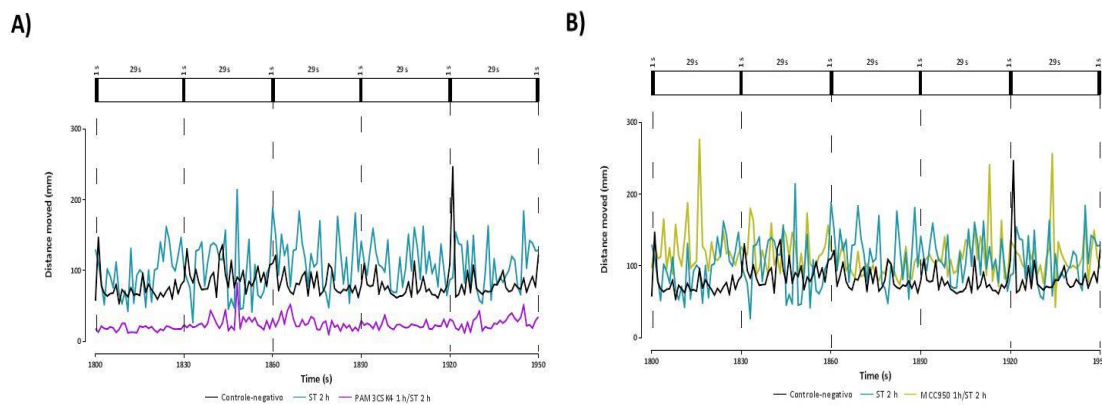 A)
1 s 29 s 1 s 29 s 1 s 29 s 1 s 29 s 1 s 29 s 1 s
300
200
100
0
Distance moved (mm)
1800 1830 1860 1890 1920 1950
Time (s)
Controle-negativo ST 2 h PAM3CSK4 1h/ST 2h
B)
1 s 29 s 1 s 29 s 1 s 29 s 1 s 29 s 1 s 29 s 1 s
300
200
100
0
Distance moved (mm)
1800 1830 1860 1890 1920 1950
Time (s)
Controle-negativo ST 2 h MCC950 1h/ST 2 h